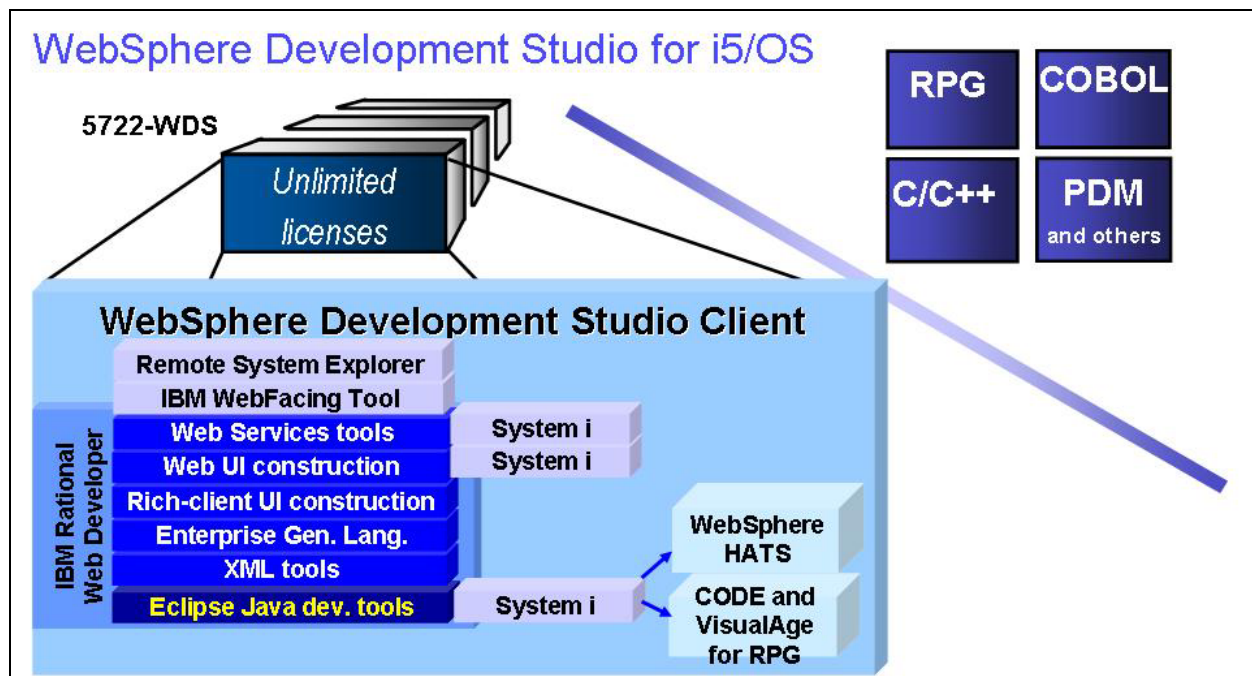 WebSphere Development Studio for i5/OS
5722-WDS
Unlimited
licenses
RPG
COBOL
C/C++
PDM
and others
WebSphere Development Studio Client
Remote System Explorer
IBM WebFacing Tool
Web Services tools
System i
Web UI construction
System i
Rich-client UI construction
Enterprise Gen. Lang.
XML tools
Eclipse Java dev. tools
System i
IBM Rational
Web Developer
WebSphere
HATS
CODE and
VisualAge
for RPG